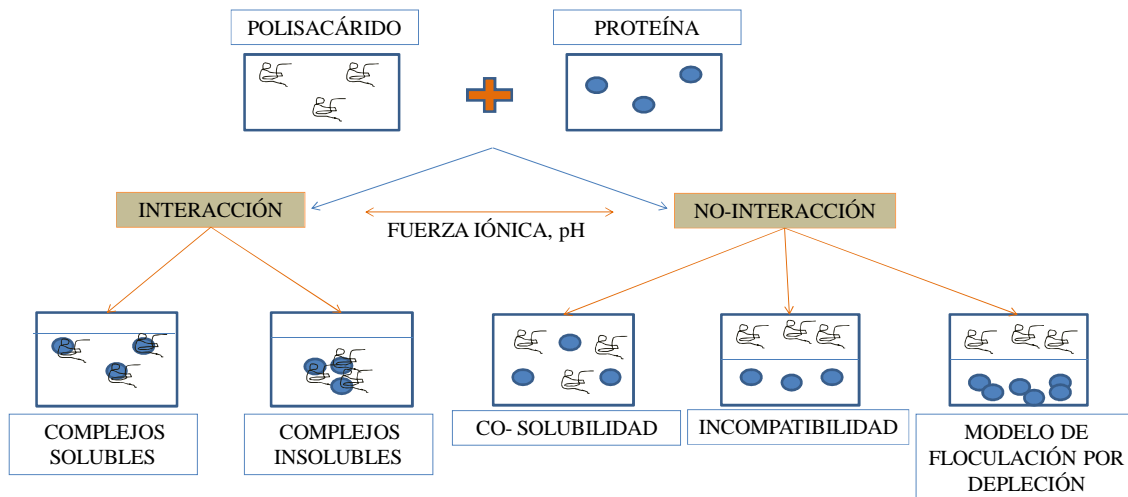 POLISACÁRIDO
PROTEÍNA
INTERACCIÓN
FUERZA IÓNICA, pH
NO-INTERACCIÓN
COMPLEJOS
SOLUBLES
COMPLEJOS
INSOLUBLES
CO- SOLUBILIDAD
INCOMPATIBILIDAD
MODELO DE
FLOCULACIÓN POR
DEPLECIÓN